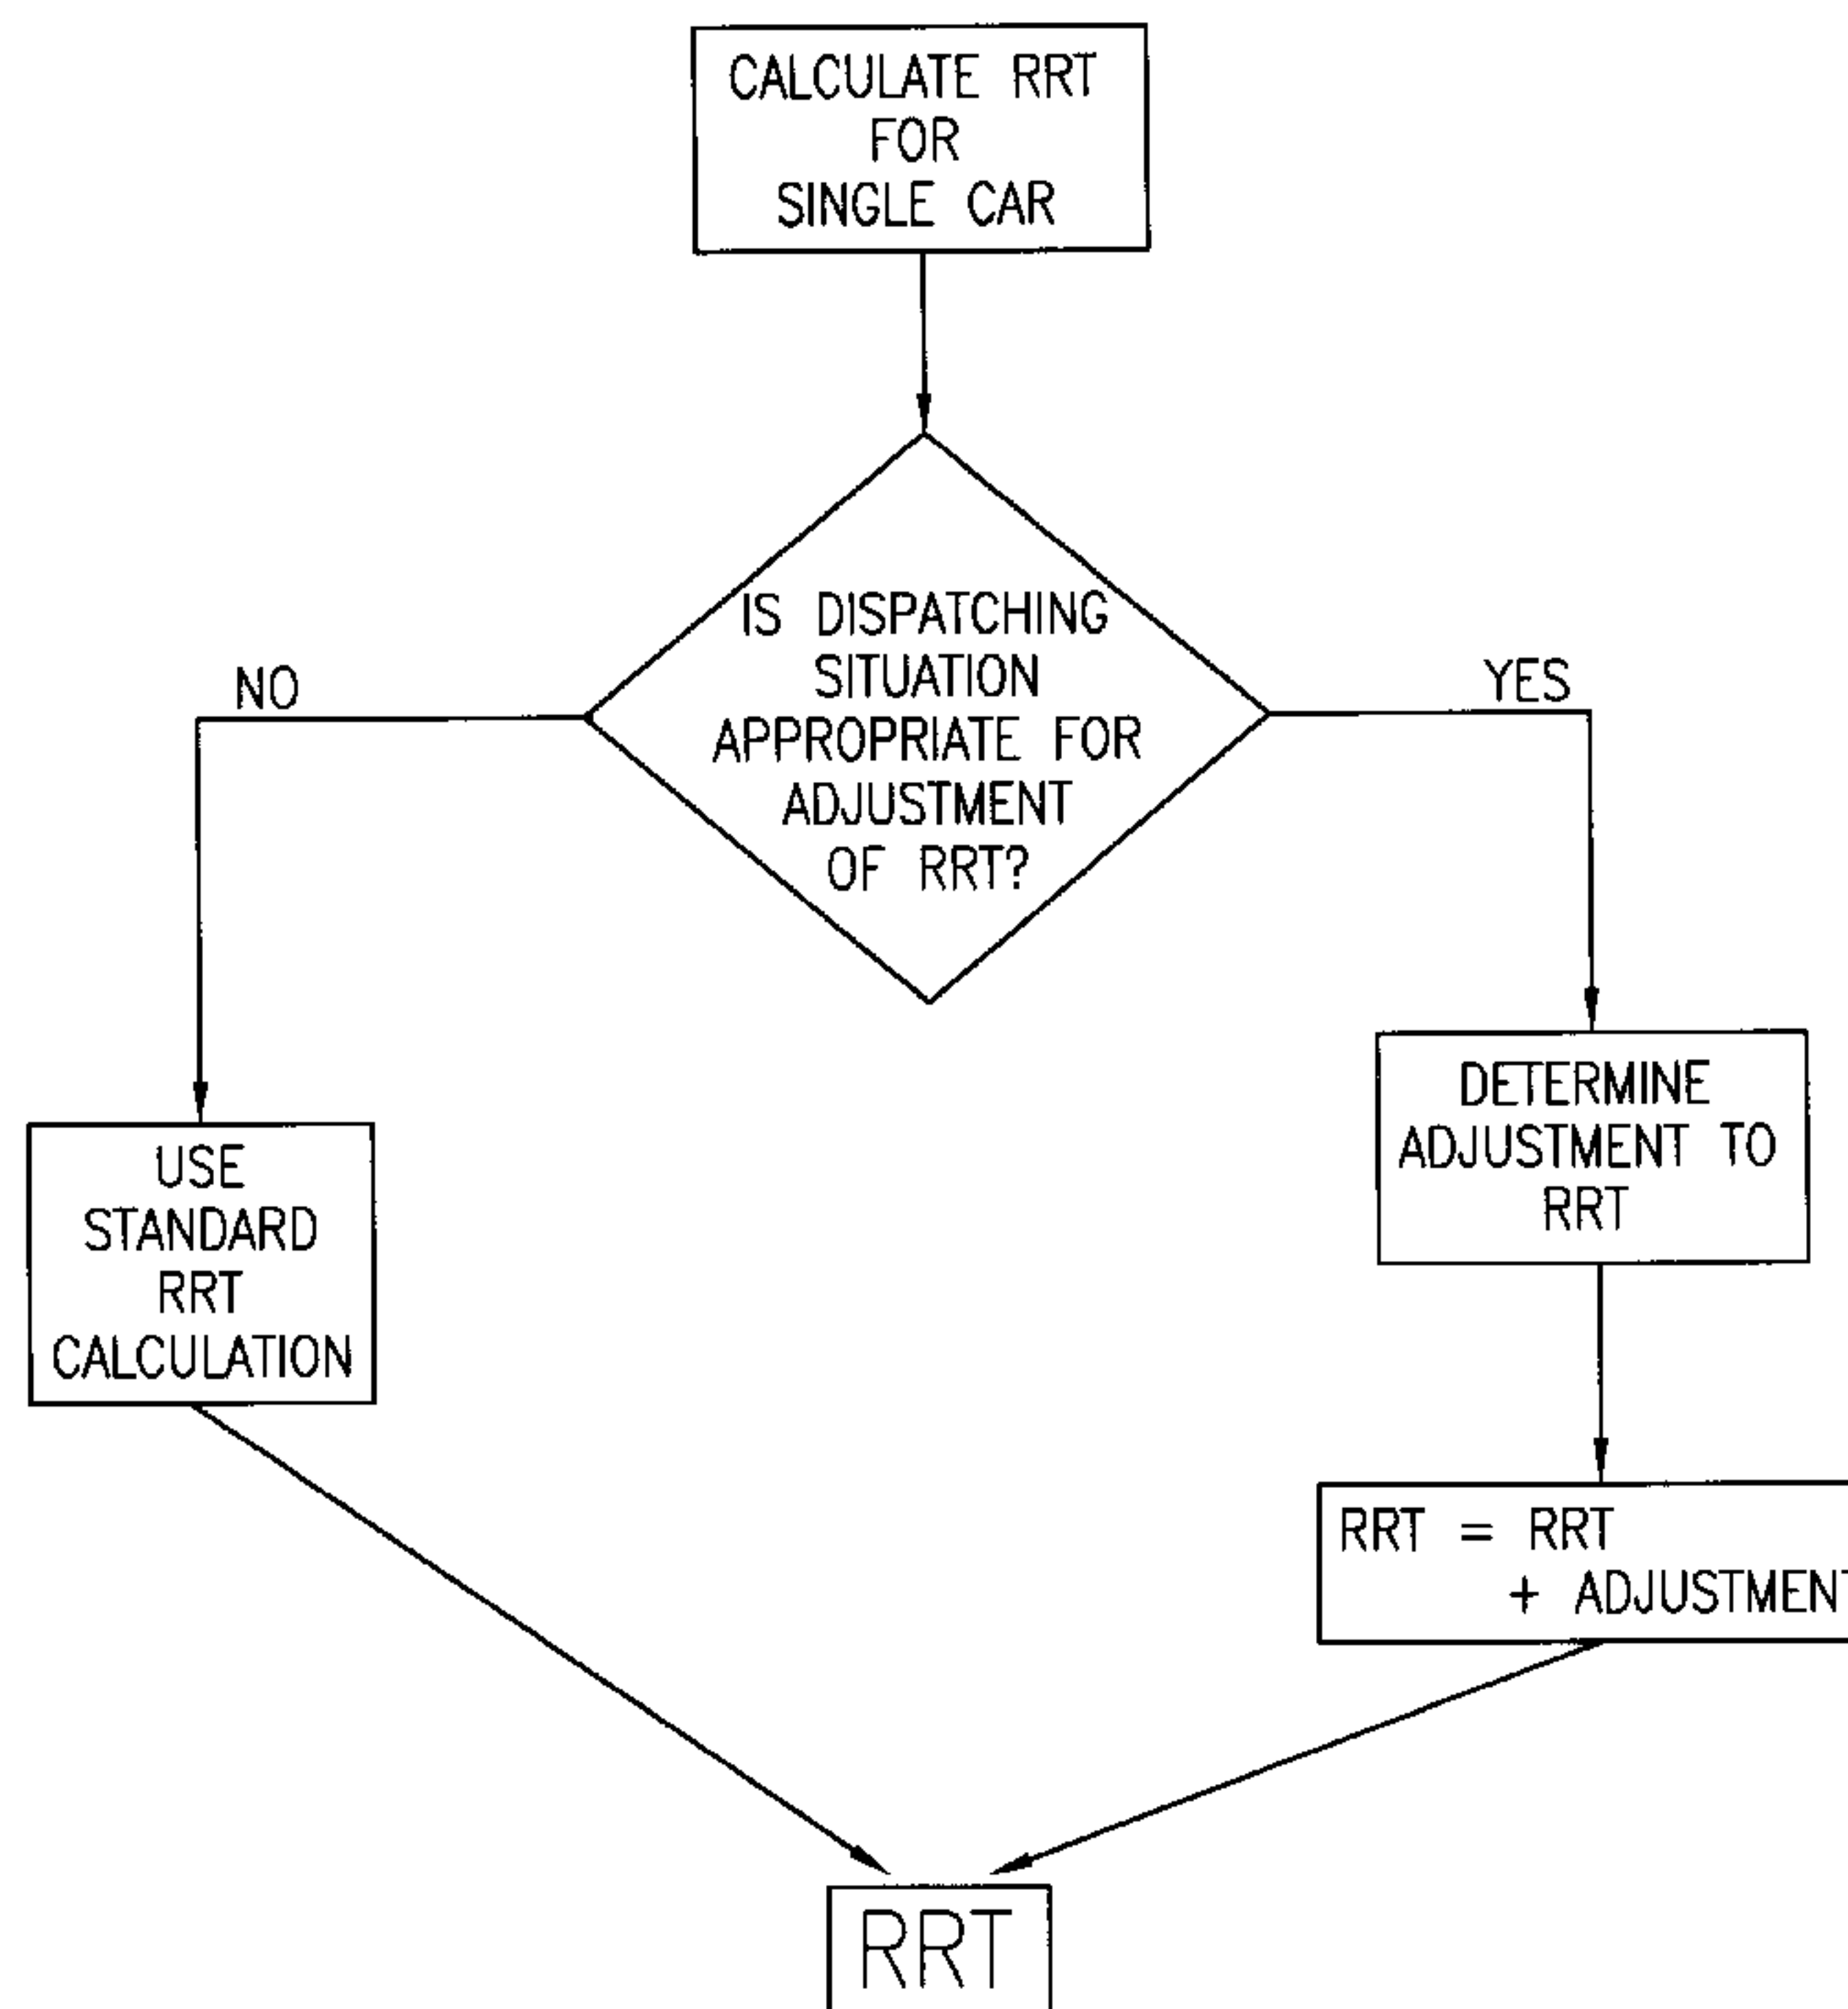 CALCULATE RRT
FOR
SINGLE CAR
IS DISPATCHING
SITUATION
APPROPRIATE FOR
ADJUSTMENT
OF RRT?
NO
YES
USE
STANDARD
RRT
CALCULATION
DETERMINE
ADJUSTMENT TO
RRT
RRT = RRT
+ ADJUSTMENT
RRT